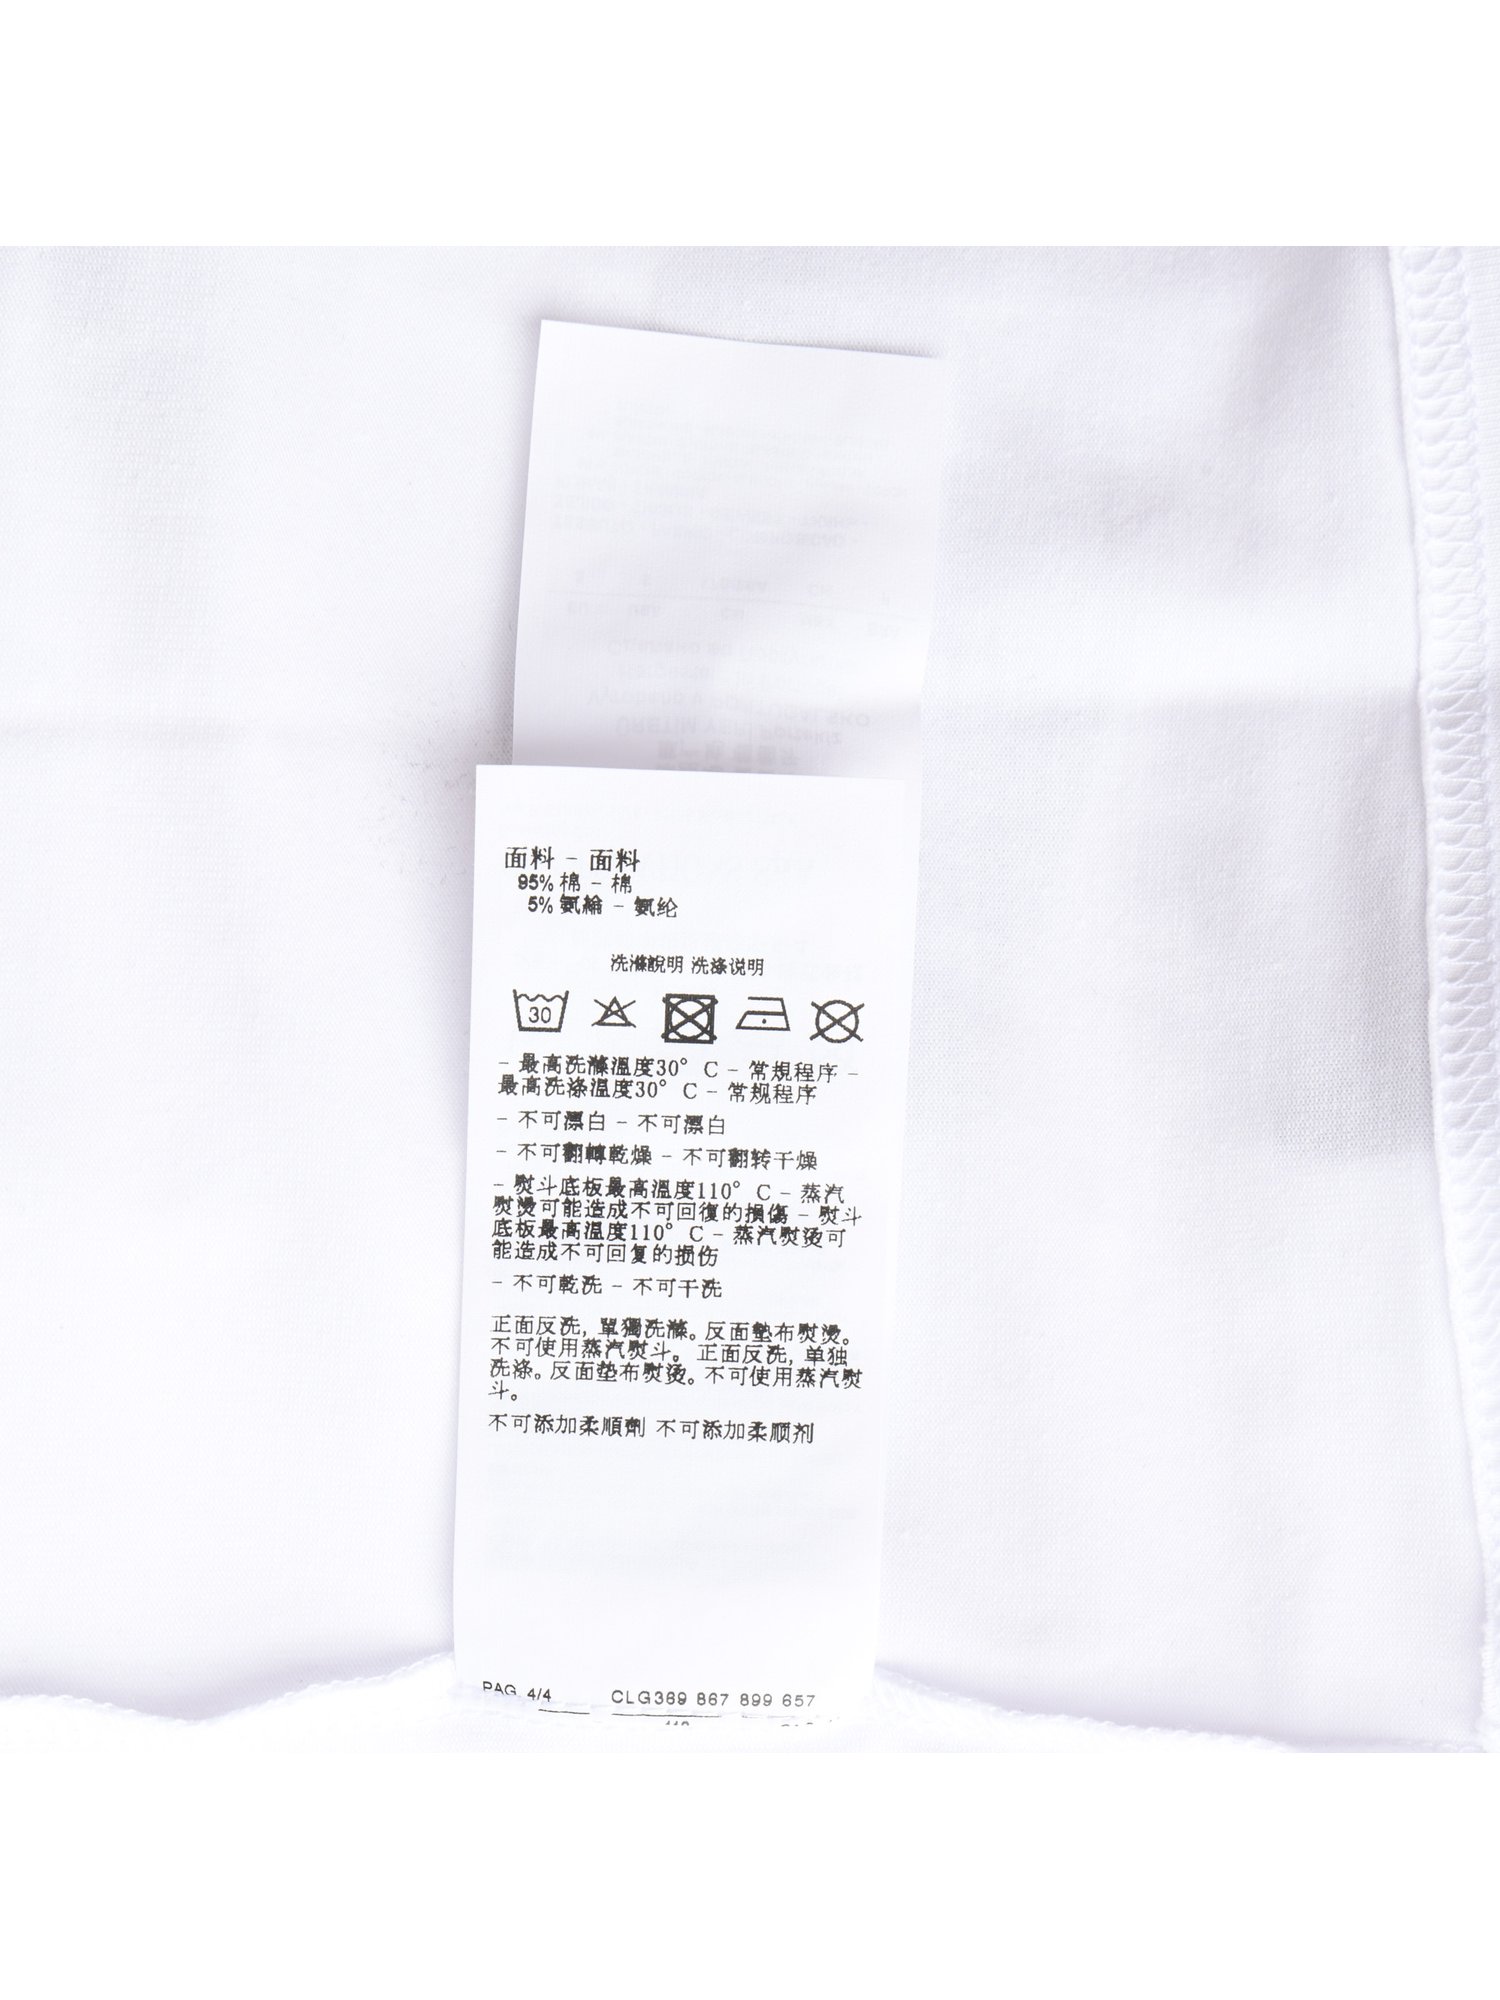 面料 - 面料
95% 棉 - 棉
5% 氨綸 - 氨纶
洗滌說明 洗涤说明
30
- 最高洗滌溫度30° C - 常規程序 -
最高洗涤温度30° C - 常规程序
- 不可漂白 - 不可漂白
- 不可翻轉乾燥 - 不可翻转干燥
- 熨斗底板最高溫度110° C - 蒸汽
熨燙可能造成不可回復的損傷 - 熨斗
底板最高温度110° C - 蒸汽熨烫可
能造成不可回复的损伤
- 不可乾洗 - 不可干洗
正面反洗, 單獨洗滌。反面墊布熨燙。
不可使用蒸汽熨斗。 正面反洗, 单独
洗涤。反面垫布熨烫。不可使用蒸汽熨
斗。
不可添加柔順劑 不可添加柔顺剂
PAG. 4/4 CLG369 867 899 657